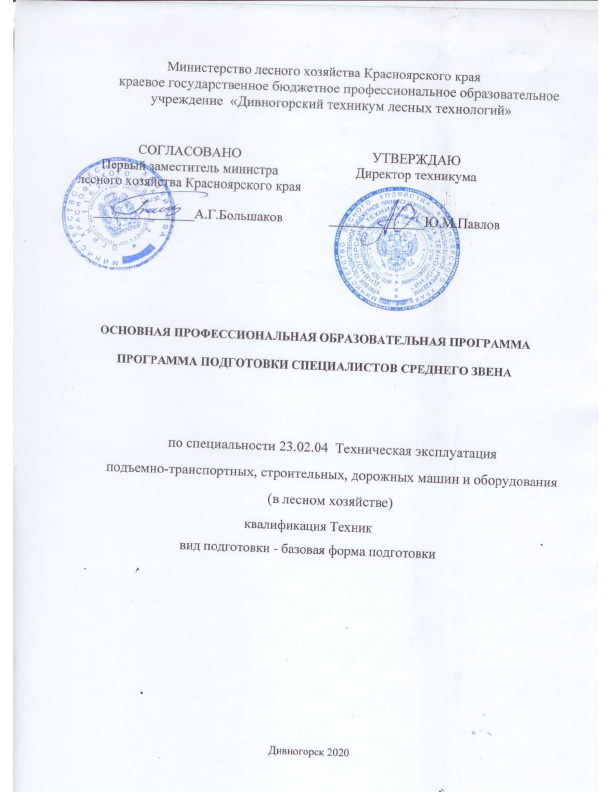 Министерство лесного хозяйства Красноярского края
краевое государственное бюджетное профессиональное образовательное
учреждение «Дивногорский техникум лесных технологий»
СОГЛАСОВАНО
Первый заместитель министра
лесного хозяйства Красноярского края
А.Г.Большаков
УТВЕРЖДАЮ
Директор техникума
Ю.М.Павлов
ОСНОВНАЯ ПРОФЕССИОНАЛЬНАЯ ОБРАЗОВАТЕЛЬНАЯ ПРОГРАММА
ПРОГРАММА ПОДГОТОВКИ СПЕЦИАЛИСТОВ СРЕДНЕГО ЗВЕНА
по специальности 23.02.04 Техническая эксплуатация
подъемно-транспортных, строительных, дорожных машин и оборудования
(в лесном хозяйстве)
квалификация Техник
вид подготовки - базовая форма подготовки
Дивногорск 2020